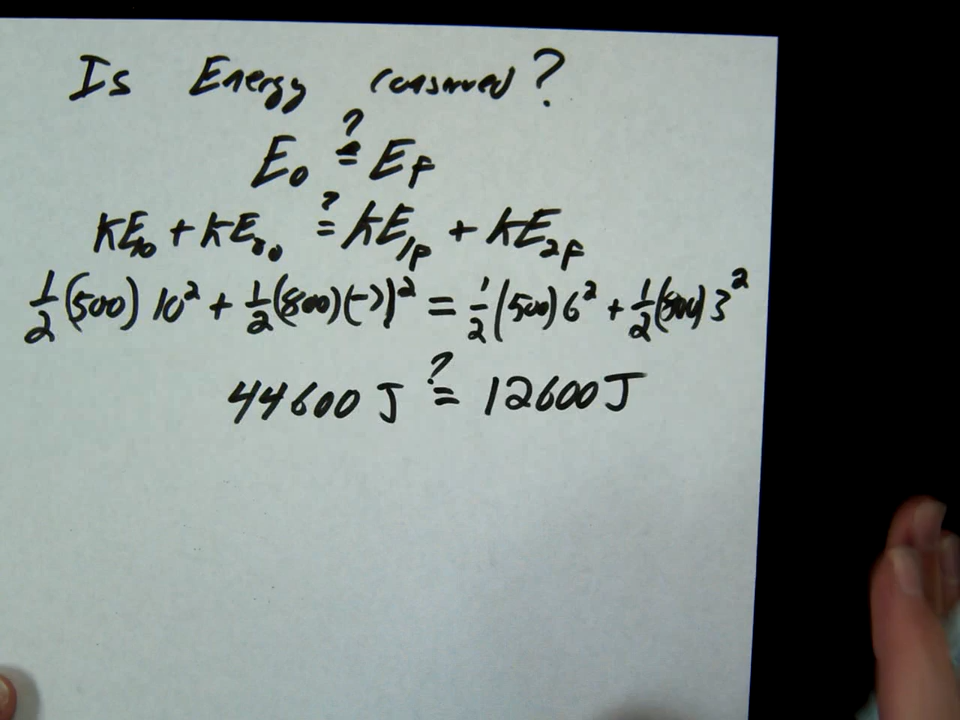 Is Energy conserved?
E₀ ≟ E_F
KE₁₀ + KE₂₀ ≟ KE₁F + KE₂F
½(500) 10² + ½(800)(-7)² = ½(500)6² + ½(800)3²
44600 J ≟ 12600 J